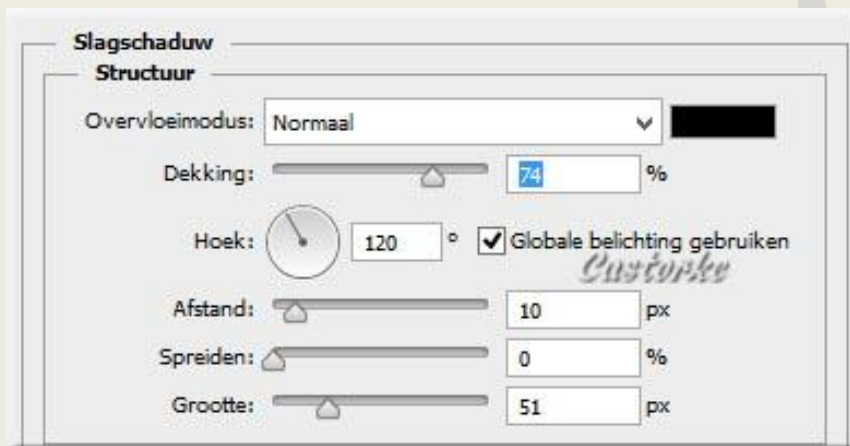 Slagschaduw
Structuur
Overvloeimodus: Normaal
Dekking: 74 %
Hoek: 120 ° Globale belichting gebruiken
Castorke
Afstand: 10 px
Spreiden: 0 %
Grootte: 51 px